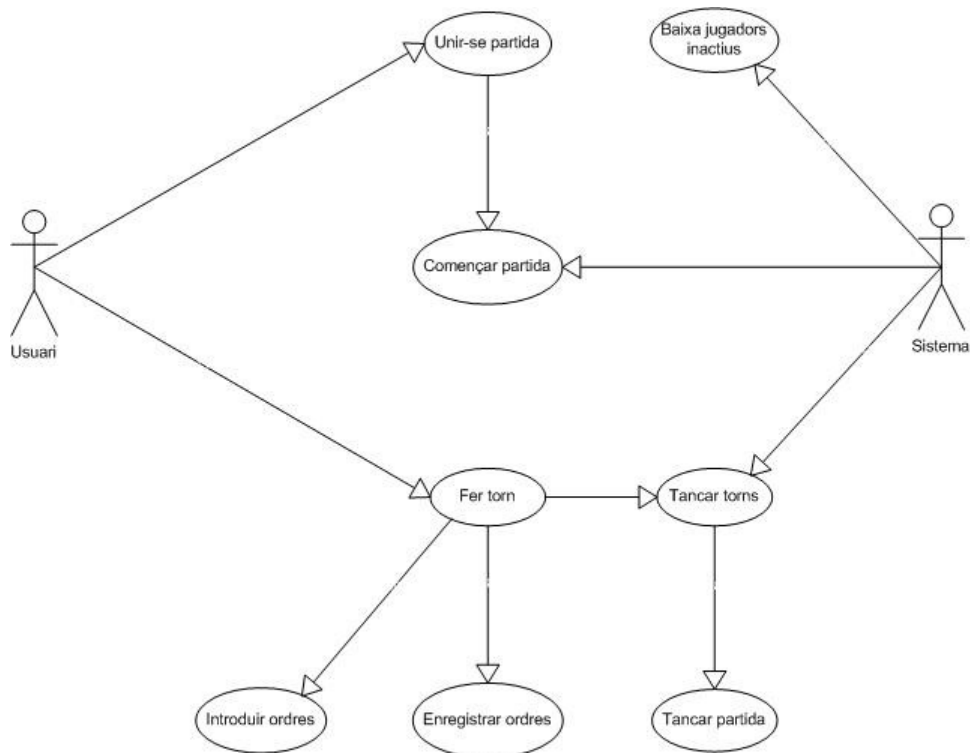 Unir-se partida
Baixa jugadors
inactius
Començar partida
Usuari
Sistema
Fer torn
Tancar torns
Introduir ordres
Enregistrar ordres
Tancar partida